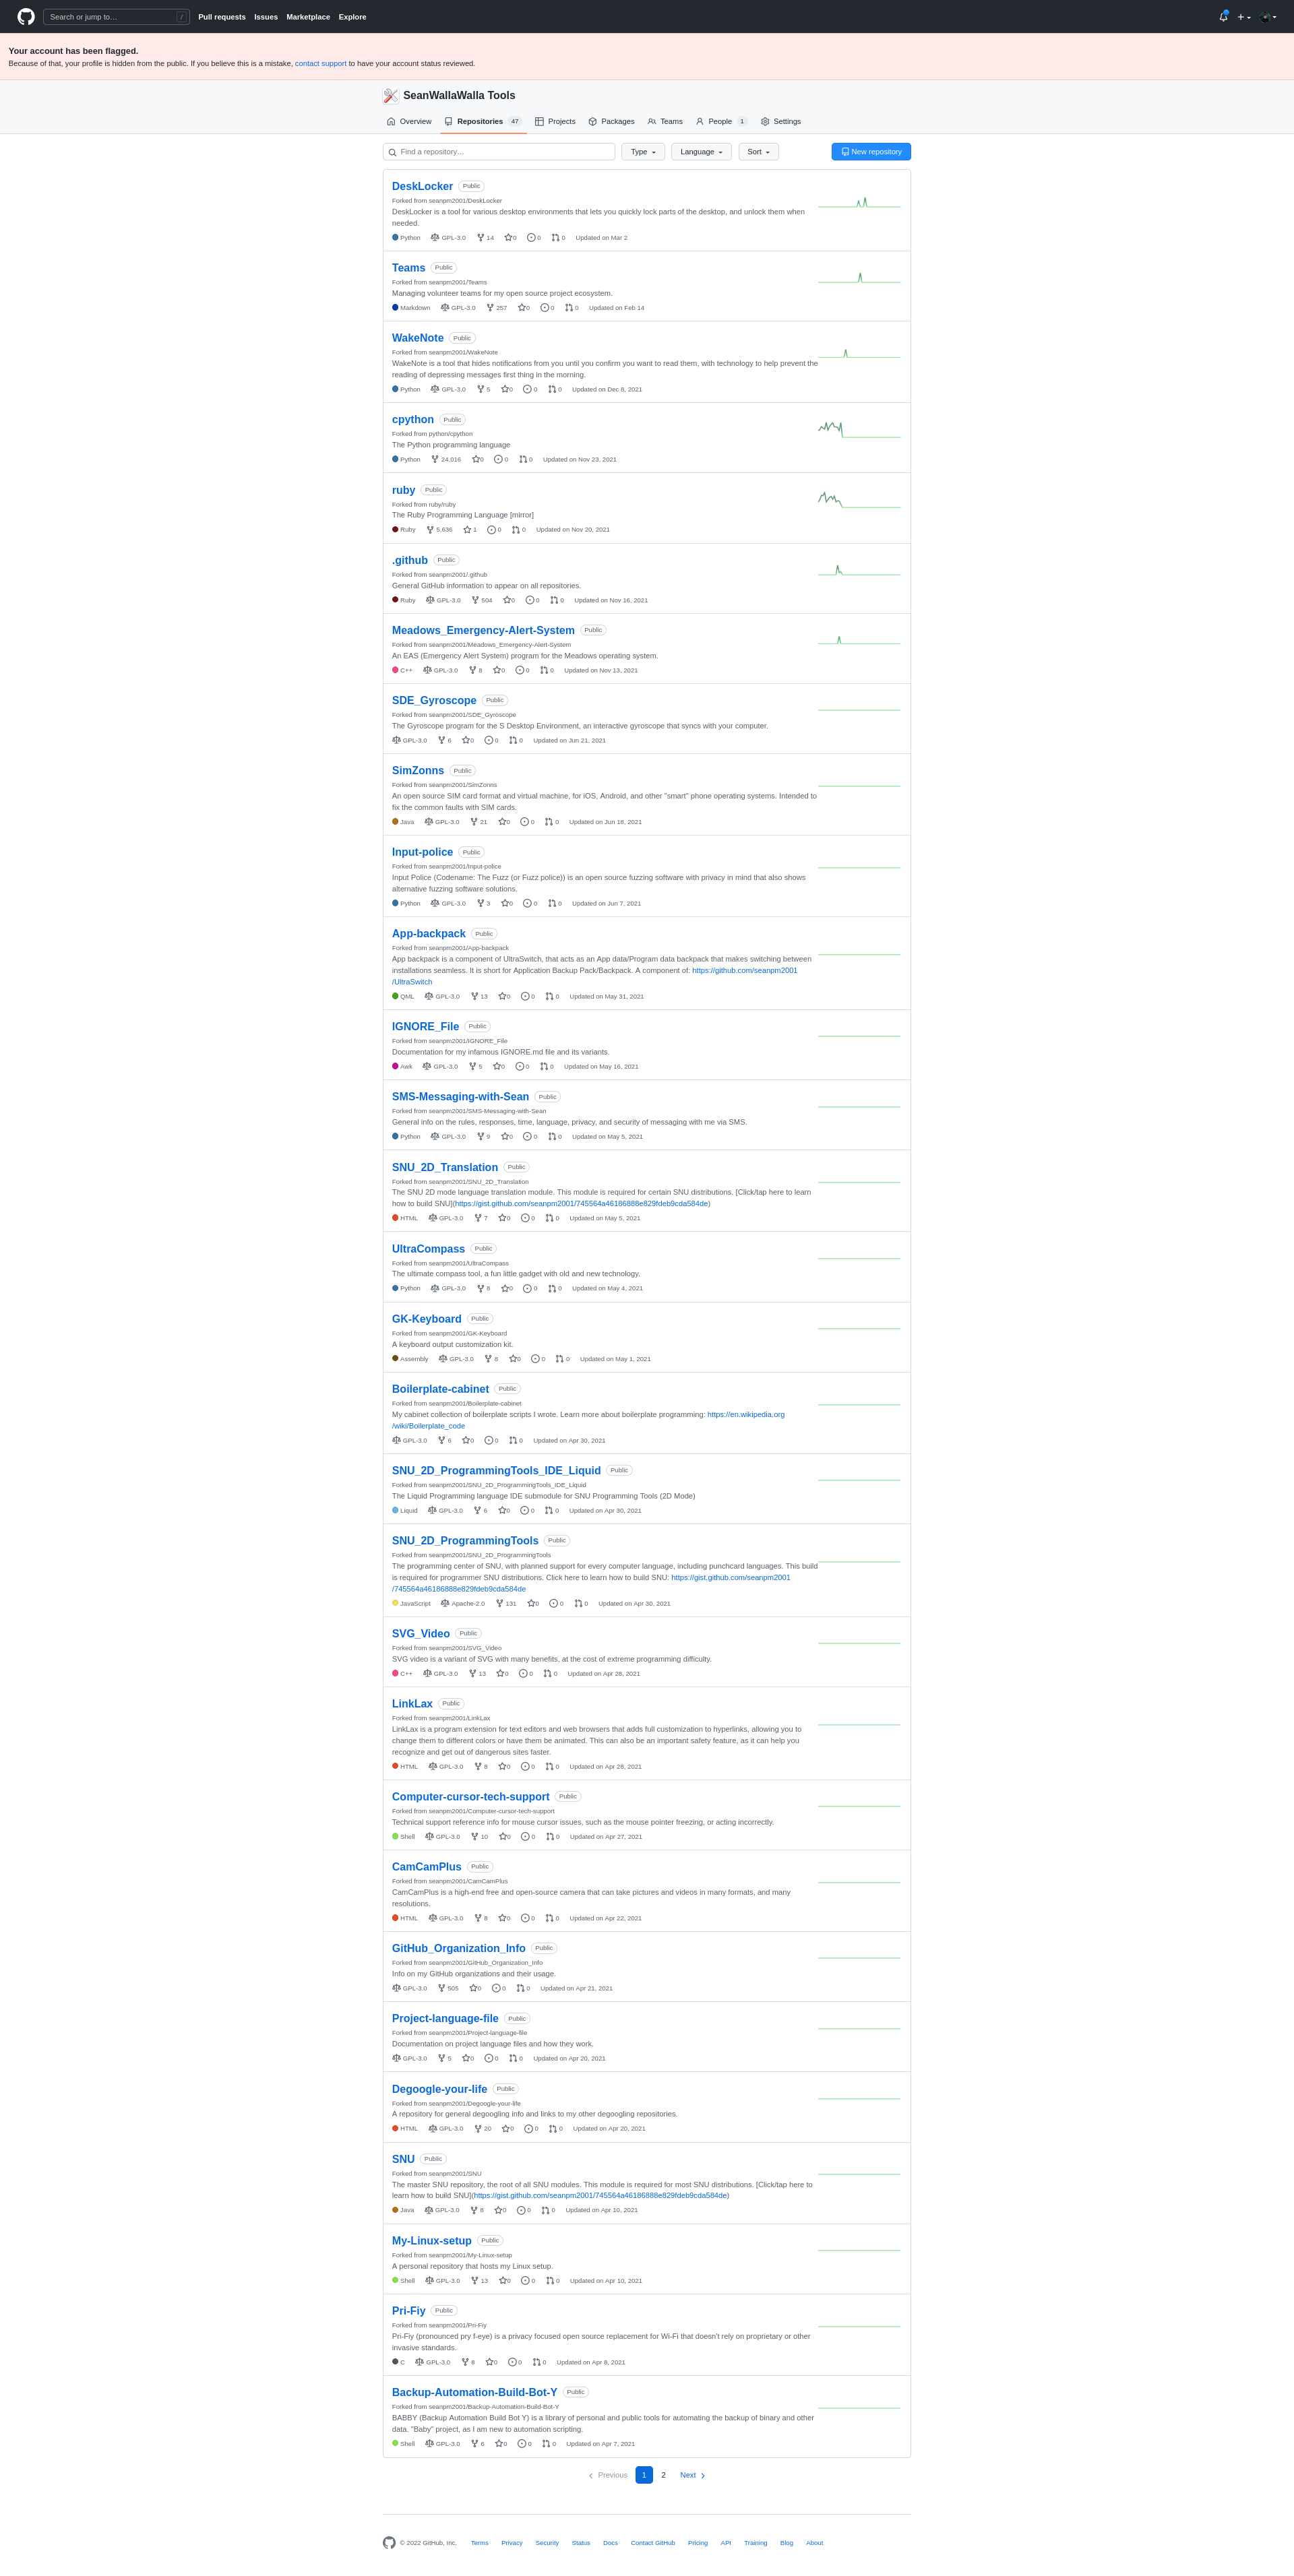 Search or jump to… /
Pull requests Issues Marketplace Explore
Your account has been flagged.
Because of that, your profile is hidden from the public. If you believe this is a mistake, contact support to have your account status reviewed.
SeanWallaWalla Tools
Overview Repositories 47 Projects Packages Teams People 1 Settings
Find a repository… Type Language Sort New repository
DeskLocker Public
Forked from seanpm2001/DeskLocker
DeskLocker is a tool for various desktop environments that lets you quickly lock parts of the desktop, and unlock them when
needed.
Python GPL-3.0 14 0 0 0 Updated on Mar 2
Teams Public
Forked from seanpm2001/Teams
Managing volunteer teams for my open source project ecosystem.
Markdown GPL-3.0 257 0 0 0 Updated on Feb 14
WakeNote Public
Forked from seanpm2001/WakeNote
WakeNote is a tool that hides notifications from you until you confirm you want to read them, with technology to help prevent the
reading of depressing messages first thing in the morning.
Python GPL-3.0 5 0 0 0 Updated on Dec 8, 2021
cpython Public
Forked from python/cpython
The Python programming language
Python 24,016 0 0 0 Updated on Nov 23, 2021
ruby Public
Forked from ruby/ruby
The Ruby Programming Language [mirror]
Ruby 5,636 1 0 0 Updated on Nov 20, 2021
.github Public
Forked from seanpm2001/.github
General GitHub information to appear on all repositories.
Ruby GPL-3.0 504 0 0 0 Updated on Nov 16, 2021
Meadows_Emergency-Alert-System Public
Forked from seanpm2001/Meadows_Emergency-Alert-System
An EAS (Emergency Alert System) program for the Meadows operating system.
C++ GPL-3.0 8 0 0 0 Updated on Nov 13, 2021
SDE_Gyroscope Public
Forked from seanpm2001/SDE_Gyroscope
The Gyroscope program for the S Desktop Environment, an interactive gyroscope that syncs with your computer.
GPL-3.0 6 0 0 0 Updated on Jun 21, 2021
SimZonns Public
Forked from seanpm2001/SimZonns
An open source SIM card format and virtual machine, for iOS, Android, and other "smart" phone operating systems. Intended to
fix the common faults with SIM cards.
Java GPL-3.0 21 0 0 0 Updated on Jun 18, 2021
Input-police Public
Forked from seanpm2001/Input-police
Input Police (Codename: The Fuzz (or Fuzz police)) is an open source fuzzing software with privacy in mind that also shows
alternative fuzzing software solutions.
Python GPL-3.0 3 0 0 0 Updated on Jun 7, 2021
App-backpack Public
Forked from seanpm2001/App-backpack
App backpack is a component of UltraSwitch, that acts as an App data/Program data backpack that makes switching between
installations seamless. It is short for Application Backup Pack/Backpack. A component of: https://github.com/seanpm2001
/UltraSwitch
QML GPL-3.0 13 0 0 0 Updated on May 31, 2021
IGNORE_File Public
Forked from seanpm2001/IGNORE_File
Documentation for my infamous IGNORE.md file and its variants.
Awk GPL-3.0 5 0 0 0 Updated on May 16, 2021
SMS-Messaging-with-Sean Public
Forked from seanpm2001/SMS-Messaging-with-Sean
General info on the rules, responses, time, language, privacy, and security of messaging with me via SMS.
Python GPL-3.0 9 0 0 0 Updated on May 5, 2021
SNU_2D_Translation Public
Forked from seanpm2001/SNU_2D_Translation
The SNU 2D mode language translation module. This module is required for certain SNU distributions. [Click/tap here to learn
how to build SNU](https://gist.github.com/seanpm2001/745564a46186888e829fdeb9cda584de)
HTML GPL-3.0 7 0 0 0 Updated on May 5, 2021
UltraCompass Public
Forked from seanpm2001/UltraCompass
The ultimate compass tool, a fun little gadget with old and new technology.
Python GPL-3.0 8 0 0 0 Updated on May 4, 2021
GK-Keyboard Public
Forked from seanpm2001/GK-Keyboard
A keyboard output customization kit.
Assembly GPL-3.0 8 0 0 0 Updated on May 1, 2021
Boilerplate-cabinet Public
Forked from seanpm2001/Boilerplate-cabinet
My cabinet collection of boilerplate scripts I wrote. Learn more about boilerplate programming: https://en.wikipedia.org
/wiki/Boilerplate_code
GPL-3.0 6 0 0 0 Updated on Apr 30, 2021
SNU_2D_ProgrammingTools_IDE_Liquid Public
Forked from seanpm2001/SNU_2D_ProgrammingTools_IDE_Liquid
The Liquid Programming language IDE submodule for SNU Programming Tools (2D Mode)
Liquid GPL-3.0 6 0 0 0 Updated on Apr 30, 2021
SNU_2D_ProgrammingTools Public
Forked from seanpm2001/SNU_2D_ProgrammingTools
The programming center of SNU, with planned support for every computer language, including punchcard languages. This build
is required for programmer SNU distributions. Click here to learn how to build SNU: https://gist.github.com/seanpm2001
/745564a46186888e829fdeb9cda584de
JavaScript Apache-2.0 131 0 0 0 Updated on Apr 30, 2021
SVG_Video Public
Forked from seanpm2001/SVG_Video
SVG video is a variant of SVG with many benefits, at the cost of extreme programming difficulty.
C++ GPL-3.0 13 0 0 0 Updated on Apr 28, 2021
LinkLax Public
Forked from seanpm2001/LinkLax
LinkLax is a program extension for text editors and web browsers that adds full customization to hyperlinks, allowing you to
change them to different colors or have them be animated. This can also be an important safety feature, as it can help you
recognize and get out of dangerous sites faster.
HTML GPL-3.0 8 0 0 0 Updated on Apr 28, 2021
Computer-cursor-tech-support Public
Forked from seanpm2001/Computer-cursor-tech-support
Technical support reference info for mouse cursor issues, such as the mouse pointer freezing, or acting incorrectly.
Shell GPL-3.0 10 0 0 0 Updated on Apr 27, 2021
CamCamPlus Public
Forked from seanpm2001/CamCamPlus
CamCamPlus is a high-end free and open-source camera that can take pictures and videos in many formats, and many
resolutions.
HTML GPL-3.0 8 0 0 0 Updated on Apr 22, 2021
GitHub_Organization_Info Public
Forked from seanpm2001/GitHub_Organization_Info
Info on my GitHub organizations and their usage.
GPL-3.0 505 0 0 0 Updated on Apr 21, 2021
Project-language-file Public
Forked from seanpm2001/Project-language-file
Documentation on project language files and how they work.
GPL-3.0 5 0 0 0 Updated on Apr 20, 2021
Degoogle-your-life Public
Forked from seanpm2001/Degoogle-your-life
A repository for general degoogling info and links to my other degoogling repositories.
HTML GPL-3.0 20 0 0 0 Updated on Apr 20, 2021
SNU Public
Forked from seanpm2001/SNU
The master SNU repository, the root of all SNU modules. This module is required for most SNU distributions. [Click/tap here to
learn how to build SNU](https://gist.github.com/seanpm2001/745564a46186888e829fdeb9cda584de)
Java GPL-3.0 8 0 0 0 Updated on Apr 10, 2021
My-Linux-setup Public
Forked from seanpm2001/My-Linux-setup
A personal repository that hosts my Linux setup.
Shell GPL-3.0 13 0 0 0 Updated on Apr 10, 2021
Pri-Fiy Public
Forked from seanpm2001/Pri-Fiy
Pri-Fiy (pronounced pry f-eye) is a privacy focused open source replacement for Wi-Fi that doesn't rely on proprietary or other
invasive standards.
C GPL-3.0 8 0 0 0 Updated on Apr 8, 2021
Backup-Automation-Build-Bot-Y Public
Forked from seanpm2001/Backup-Automation-Build-Bot-Y
BABBY (Backup Automation Build Bot Y) is a library of personal and public tools for automating the backup of binary and other
data. "Baby" project, as I am new to automation scripting.
Shell GPL-3.0 6 0 0 0 Updated on Apr 7, 2021
Previous 1 2 Next
© 2022 GitHub, Inc. Terms Privacy Security Status Docs Contact GitHub Pricing API Training Blog About